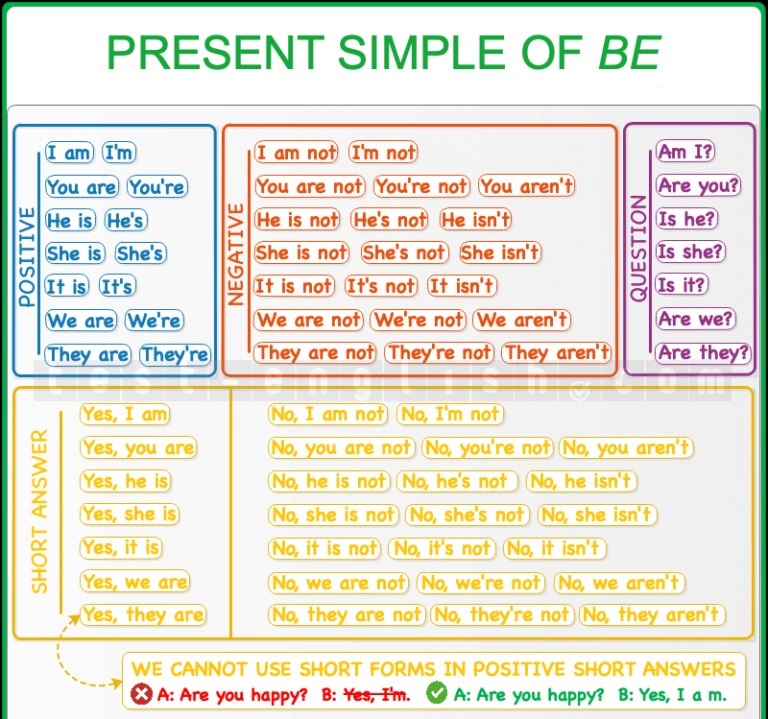 PRESENT SIMPLE OF BE
POSITIVE
I am I'm
You are You're
He is He's
She is She's
It is It's
We are We're
They are They're
NEGATIVE
I am not I'm not
You are not You're not You aren't
He is not He's not He isn't
She is not She's not She isn't
It is not It's not It isn't
We are not We're not We aren't
They are not They're not They aren't
QUESTION
Am I?
Are you?
Is he?
Is she?
Is it?
Are we?
Are they?
test-english.com
SHORT ANSWER
Yes, I am No, I am not No, I'm not
Yes, you are No, you are not No, you're not No, you aren't
Yes, he is No, he is not No, he's not No, he isn't
Yes, she is No, she is not No, she's not No, she isn't
Yes, it is No, it is not No, it's not No, it isn't
Yes, we are No, we are not No, we're not No, we aren't
Yes, they are No, they are not No, they're not No, they aren't
WE CANNOT USE SHORT FORMS IN POSITIVE SHORT ANSWERS
A: Are you happy? B: Yes, I'm. A: Are you happy? B: Yes, I a m.